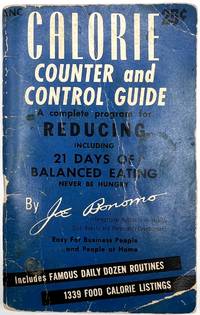 INC
25¢
CALORIE
COUNTER and
CONTROL GUIDE
A complete program for
REDUCING
INCLUDING
21 DAYS OF
BALANCED EATING
NEVER BE HUNGRY
By Joe Bonomo
Easy For Business People
and People at Home
Includes FAMOUS DAILY DOZEN ROUTINES
1339 FOOD CALORIE LISTINGS